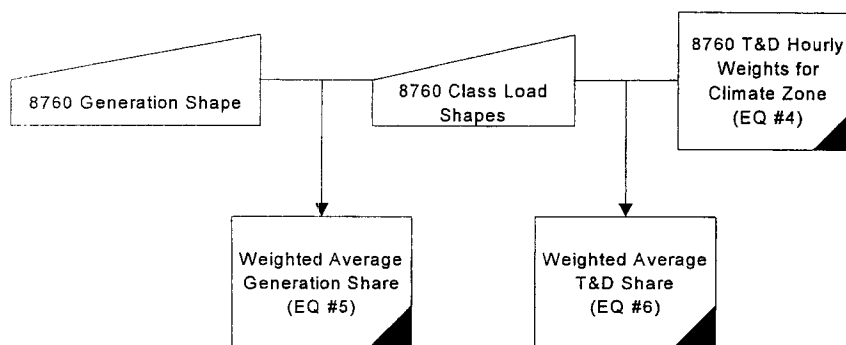 8760 Generation Shape
8760 Class Load
Shapes
8760 T&D Hourly
Weights for
Climate Zone
(EQ #4)
Weighted Average
Generation Share
(EQ #5)
Weighted Average
T&D Share
(EQ #6)